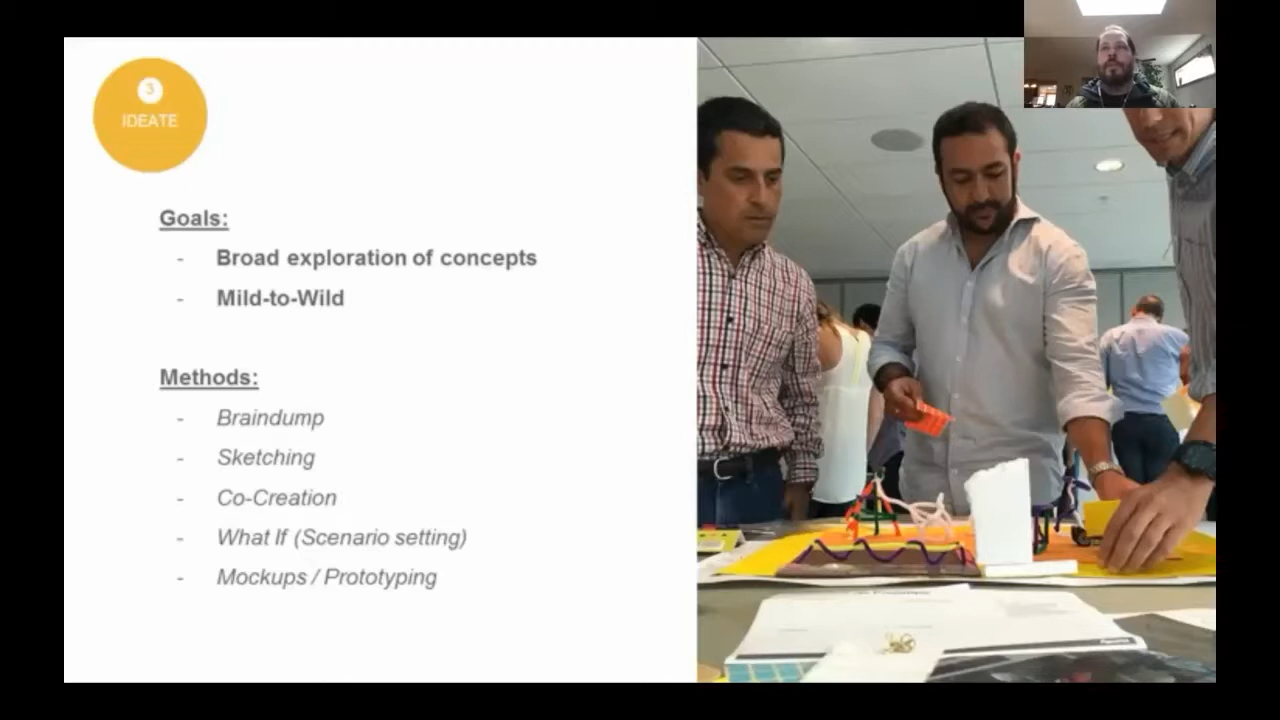 3
IDEATE
Goals:
- Broad exploration of concepts
- Mild-to-Wild
Methods:
- Braindump
- Sketching
- Co-Creation
- What If (Scenario setting)
- Mockups / Prototyping